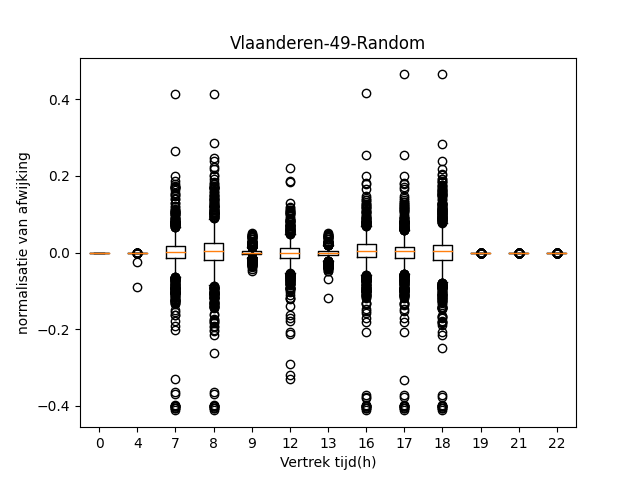 Vlaanderen-49-Random
normalisatie van afwijking
0.4
0.2
0.0
−0.2
−0.4
0 4 7 8 9 12 13 16 17 18 19 21 22
Vertrek tijd(h)